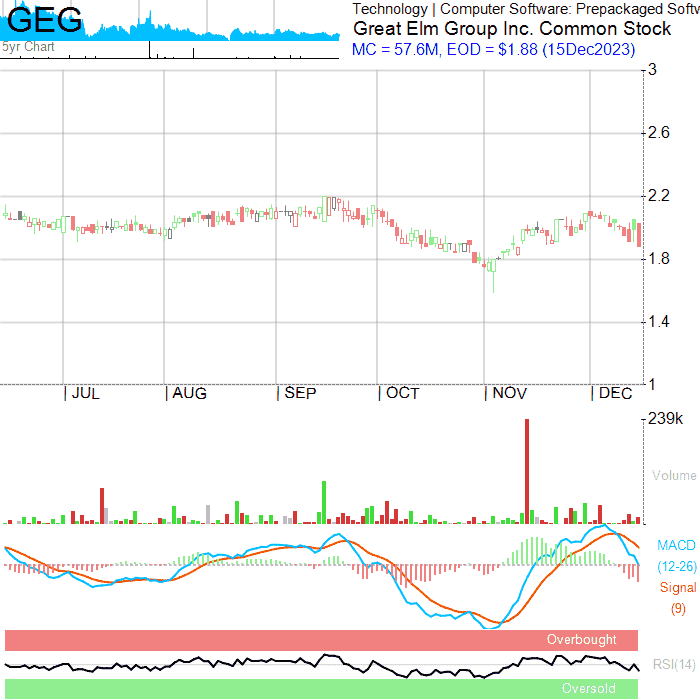 GEG
5yr Chart
Technology | Computer Software: Prepackaged Softw
Great Elm Group Inc. Common Stock
MC = 57.6M, EOD = $1.88 (15Dec2023)
3
2.6
2.2
1.8
1.4
1
| JUL | AUG | SEP | OCT | NOV | DEC
239k
Volume
MACD
(12-26)
Signal
(9)
Overbought
RSI(14)
Oversold